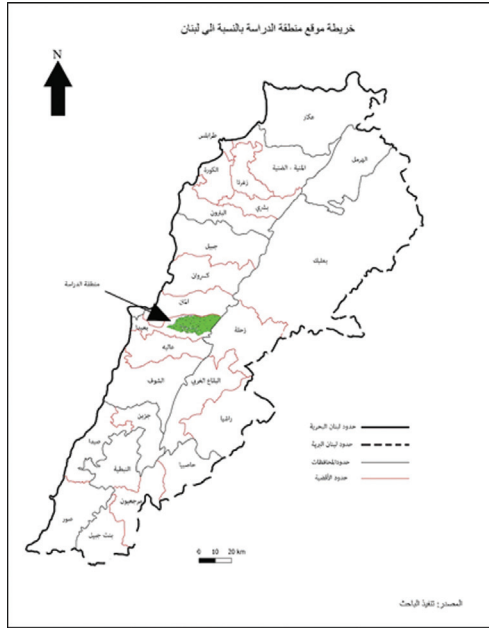 خريطة موقع منطقة الدراسة بالنسبة الي لبنان
N
عكار
طرابلس
المنية - الضنية
الهرمل
زغرتا
الكورة
بشري
البترون
جبيل
بعلبك
كسروان
منطقة الدراسة
المتن
بعبدا
زحلة
عاليه
الشوف
البقاع الغربي
جزين
راشيا
صيدا
النبطية
حاصبيا
مرجعيون
صور
بنت جبيل
حدود لبنان البحرية
حدود لبنان البرية
حدود المحافظات
حدود الأقضية
0 10 20 km
المصدر: تنفيذ الباحث